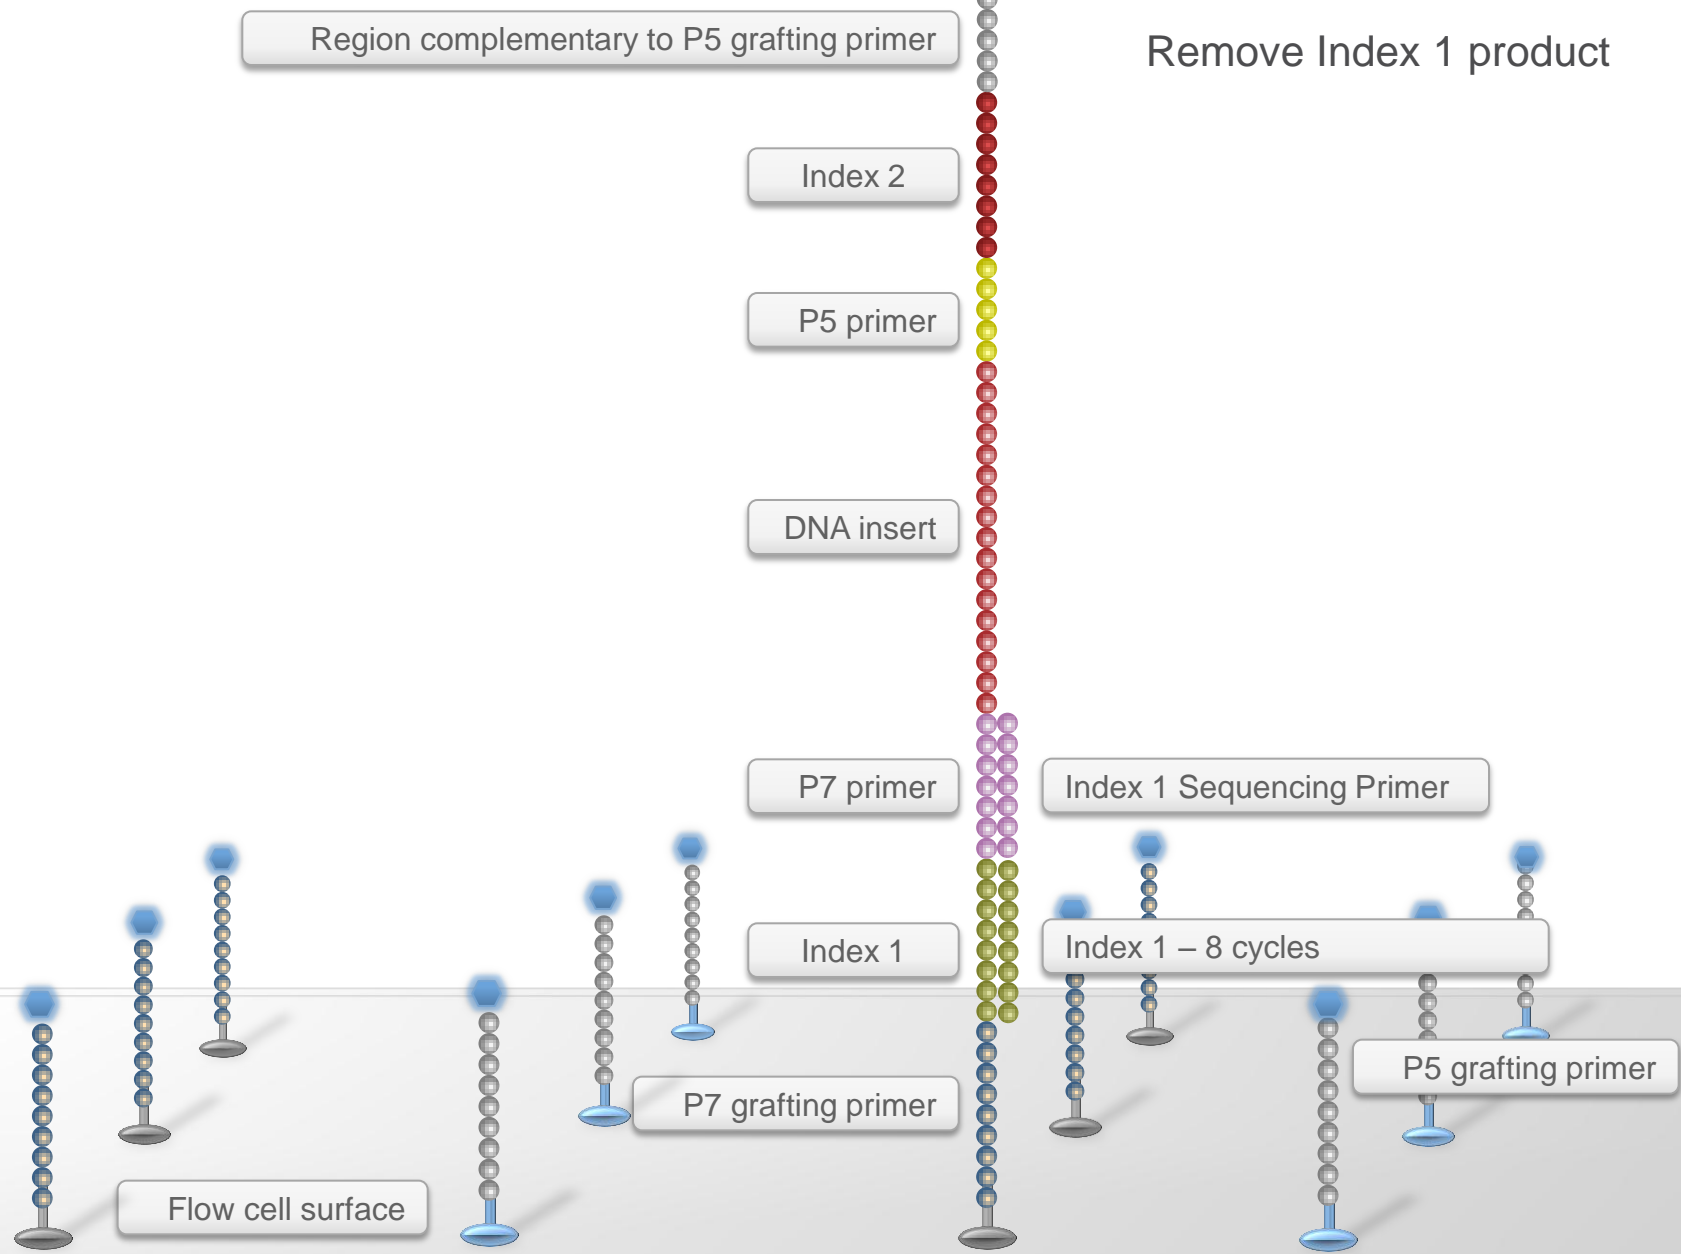 Region complementary to P5 grafting primer
Remove Index 1 product
Index 2
P5 primer
DNA insert
P7 primer
Index 1 Sequencing Primer
Index 1
Index 1 – 8 cycles
P5 grafting primer
P7 grafting primer
Flow cell surface